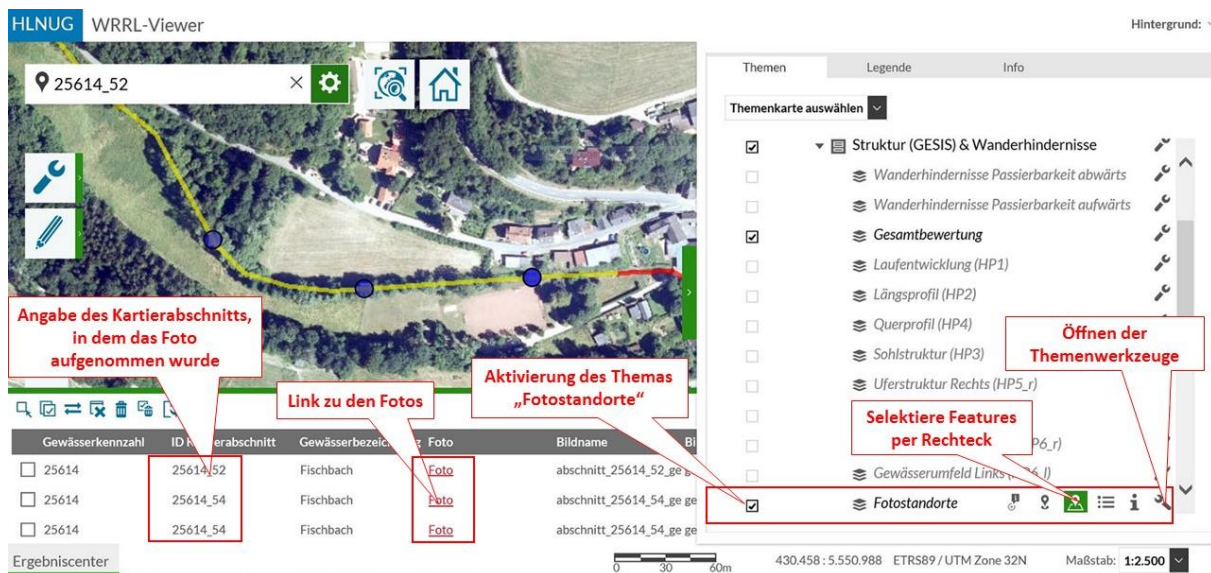 HLNUG WRRL-Viewer
Hintergrund:
25614_52
Themen Legende Info
Themenkarte auswählen
Struktur (GESIS) & Wanderhindernisse
Wanderhindernisse Passierbarkeit abwärts
Wanderhindernisse Passierbarkeit aufwärts
Gesamtbewertung
Laufentwicklung (HP1)
Längsprofil (HP2)
Querprofil (HP4)
Sohlstruktur (HP3)
Uferstruktur Rechts (HP5_r)
Gewässerumfeld Links
Fotostandorte
Angabe des Kartierabschnitts,
in dem das Foto
aufgenommen wurde
Link zu den Fotos
Aktivierung des Themas
„Fotostandorte“
Selektiere Features
per Rechteck
Öffnen der
Themenwerkzeuge
Gewässerkennzahl ID Foto Bildname
25614 25614_52 Fischbach Foto abschnitt_25614_52_ge ge
25614 25614_54 Fischbach Foto abschnitt_25614_54_ge ge
25614 25614_54 Fischbach Foto abschnitt_25614_54_ge ge
Ergebniscenter
0 30 60m
430.458 : 5.550.988 ETRS89 / UTM Zone 32N Maßstab: 1:2.500